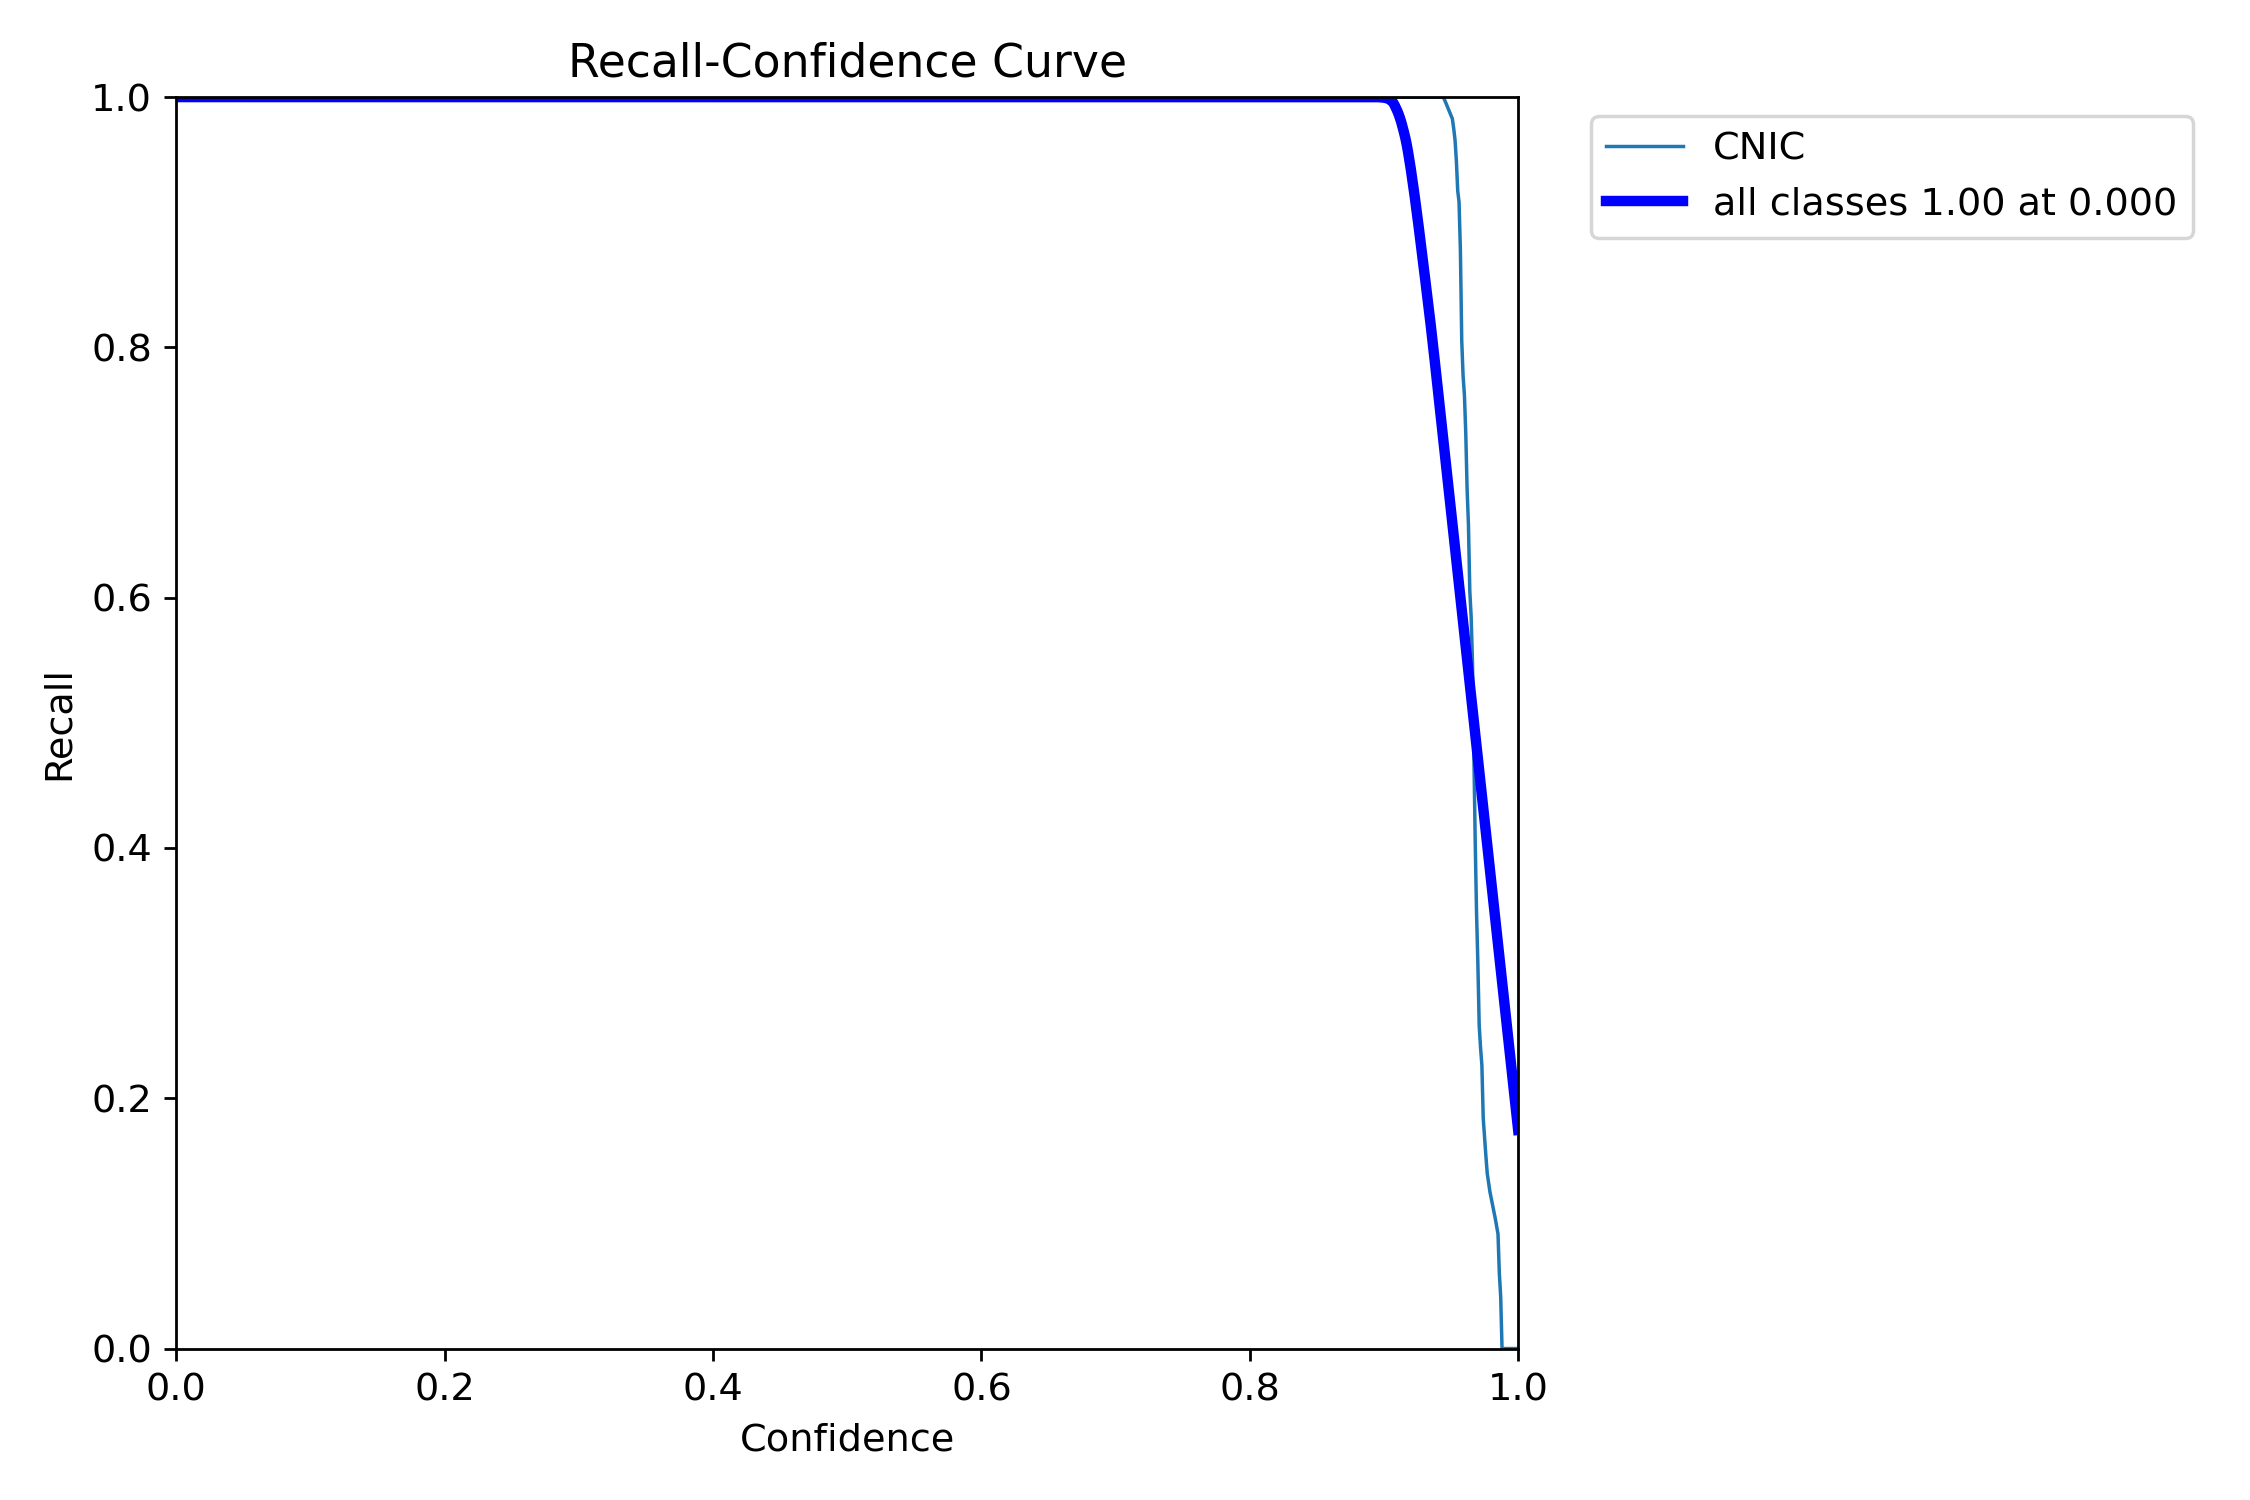 Recall-Confidence Curve
1.0
0.8
0.6
0.4
0.2
0.0
Recall
0.0 0.2 0.4 0.6 0.8 1.0
Confidence
CNIC
all classes 1.00 at 0.000